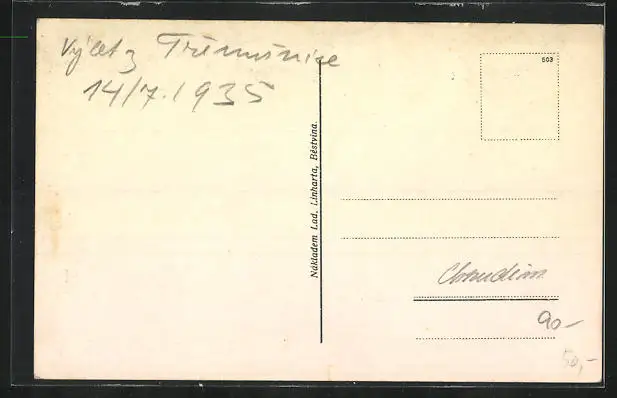 Výlet z Třemošnice
14/7.1935
Nákladem Lad. Linharta, Běstvina.
503
Chrudim
90-
50,-